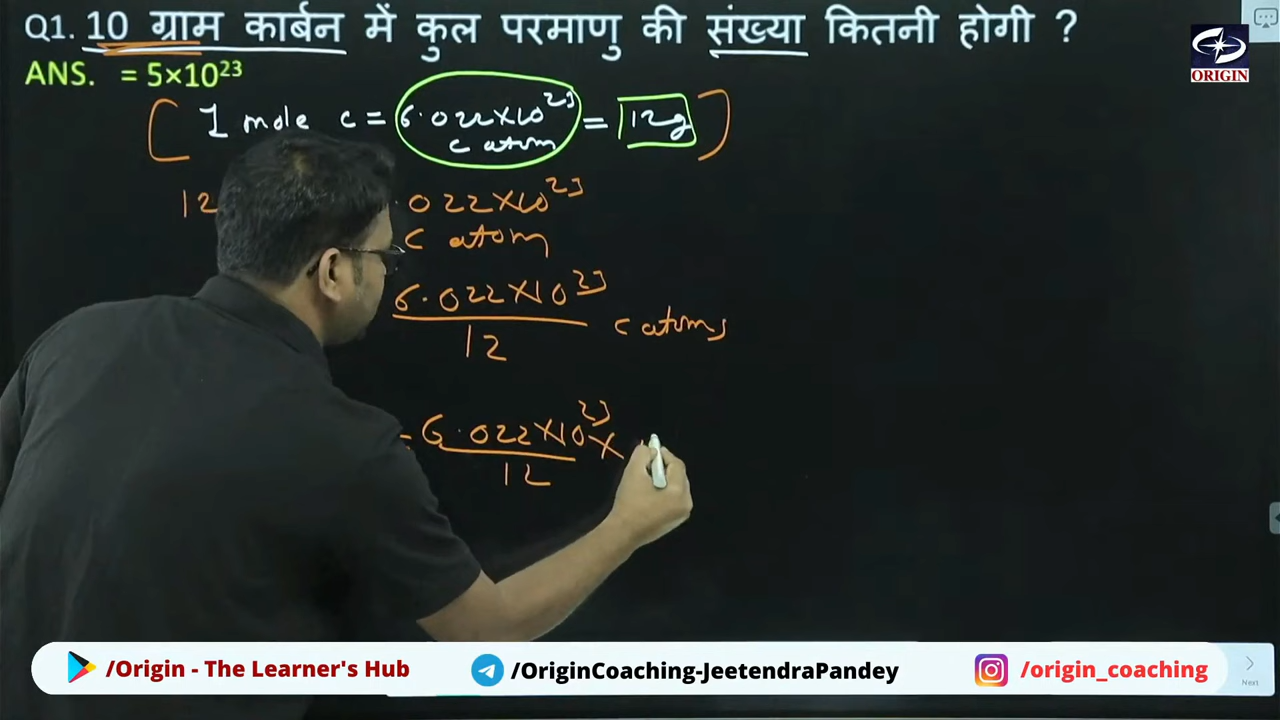 Q1. 10 ग्राम कार्बन में कुल परमाणु की संख्या कितनी होगी ?
ANS. = 5×10²³
1 mole c = 6.022×10²³ c atom = 12g
12 .022×10²³
c atom
6.022×10²³
12
c atoms
= 6.022×10²³ ×
12
ORIGIN
/Origin - The Learner's Hub
/OriginCoaching-JeetendraPandey
/origin_coaching
Next